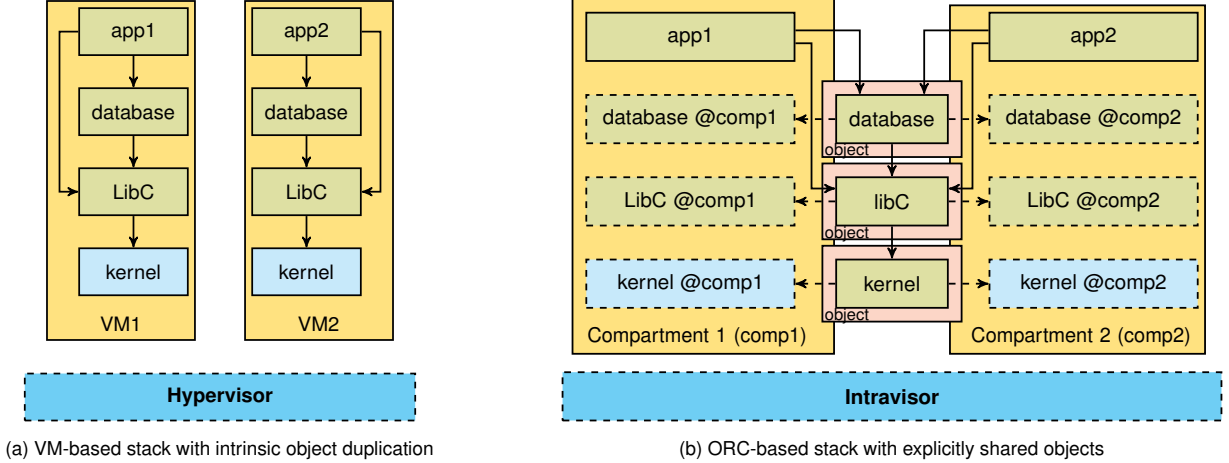 app1
database
LibC
kernel
VM1
app2
database
LibC
kernel
VM2
Hypervisor
(a) VM-based stack with intrinsic object duplication
app1
app2
database @comp1
database
object
database @comp2
LibC @comp1
libC
object
LibC @comp2
kernel @comp1
kernel
object
kernel @comp2
Compartment 1 (comp1)
Compartment 2 (comp2)
Intravisor
(b) ORC-based stack with explicitly shared objects